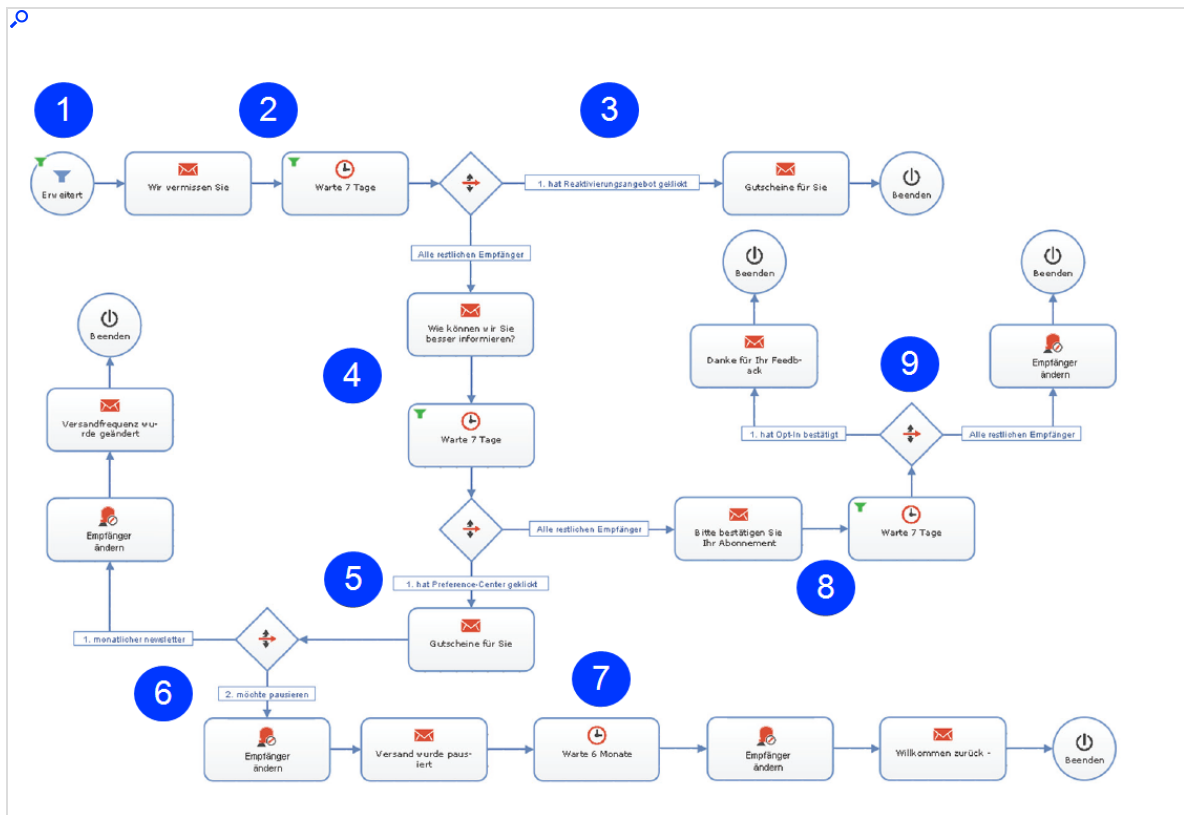 1
2
3
Erweitert
Wir vermissen Sie
Warte 7 Tage
1. hat Reaktivierungsangebot geklickt
Gutscheine für Sie
Beenden
Alle restlichen Empfänger
Wie können wir Sie
besser informieren?
4
Warte 7 Tage
Beenden
Beenden
Danke für Ihr Feedb-
ack
9
Empfänger
ändern
1. hat Opt-In bestätigt
Alle restlichen Empfänger
Beenden
Versandfrequenz wu-
rde geändert
Empfänger
ändern
Alle restlichen Empfänger
Bitte bestätigen Sie
Ihr Abonnement
Warte 7 Tage
8
5
1. hat Preference-Center geklickt
Gutscheine für Sie
1. monatlicher newsletter
6
2. möchte pausieren
7
Empfänger
ändern
Versand wurde paus-
iert
Warte 6 Monate
Empfänger
ändern
Willkommen zurück -
Beenden